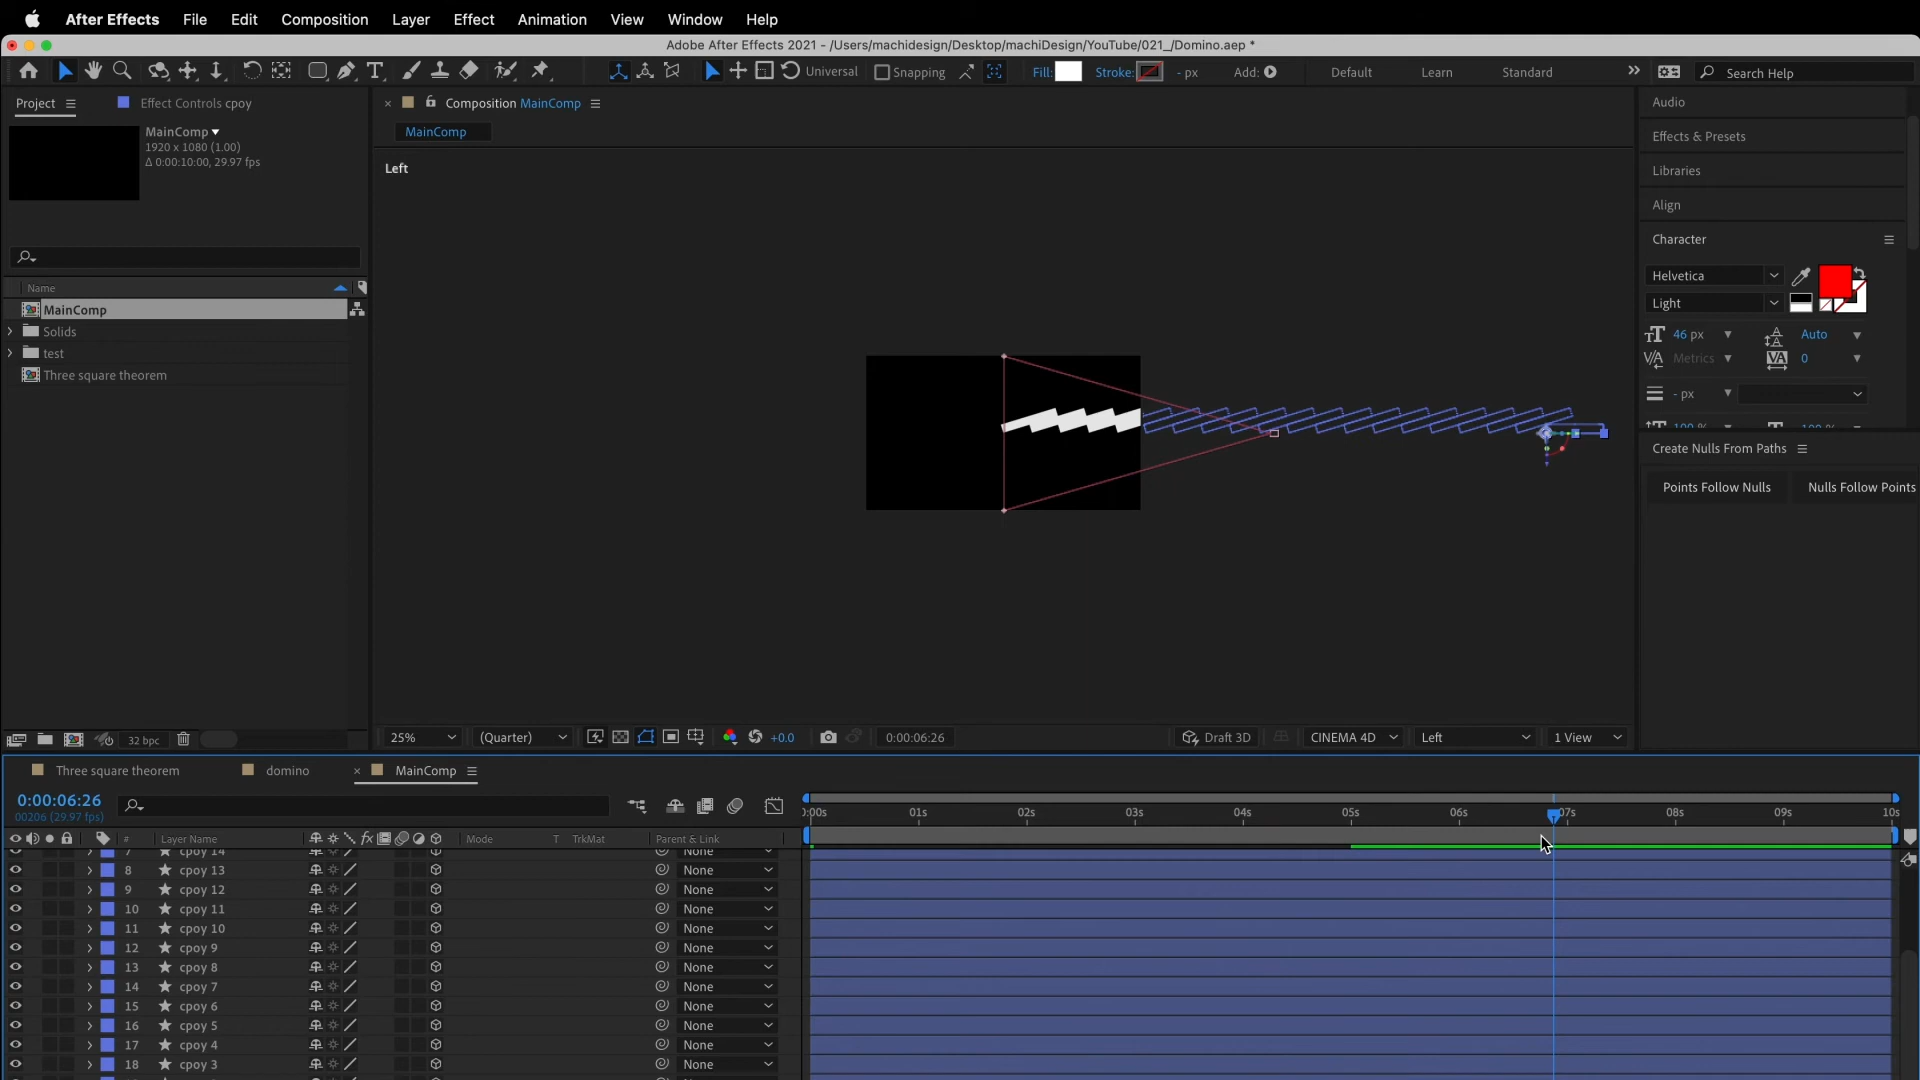 After Effects File Edit Composition Layer Effect Animation View Window Help
Adobe After Effects 2021 - /Users/machidesign/Desktop/machiDesign/YouTube/021_/Domino.aep *
Universal Snapping Fill: Stroke: - px Add: Default Learn Standard Search Help
Project Effect Controls cpoy
MainComp
1920 x 1080 (1.00)
Δ 0:00:10:00, 29.97 fps
Name
MainComp
Solids
test
Three square theorem
32 bpc
Composition MainComp
MainComp
Left
25% (Quarter) +0.0 0:00:06:26 Draft 3D CINEMA 4D Left 1 View
Audio
Effects & Presets
Libraries
Align
Character
Helvetica
Light
46 px Auto
Metrics 0
- px
100 % 100 %
Create Nulls From Paths
Points Follow Nulls Nulls Follow Points
Three square theorem domino MainComp
0:00:06:26
00206 (29.97 fps)
):00s 01s 02s 03s 04s 05s 06s 07s 08s 09s 10s
# Layer Name fx Mode T TrkMat Parent & Link
7 cpoy 14 None
8 cpoy 13 None
9 cpoy 12 None
10 cpoy 11 None
11 cpoy 10 None
12 cpoy 9 None
13 cpoy 8 None
14 cpoy 7 None
15 cpoy 6 None
16 cpoy 5 None
17 cpoy 4 None
18 cpoy 3 None